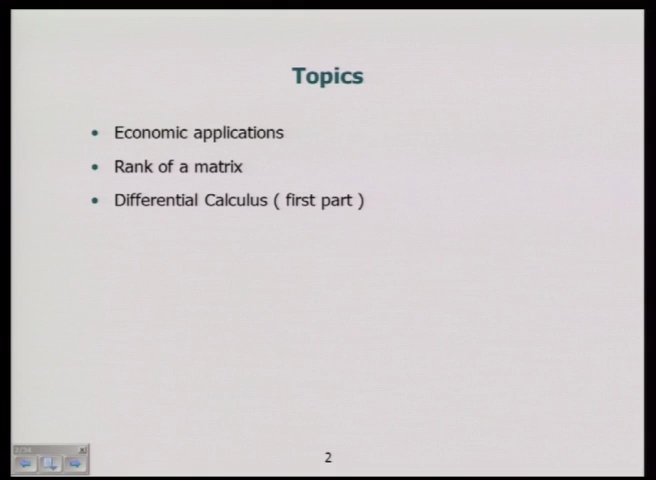 Topics
• Economic applications
• Rank of a matrix
• Differential Calculus ( first part )
2